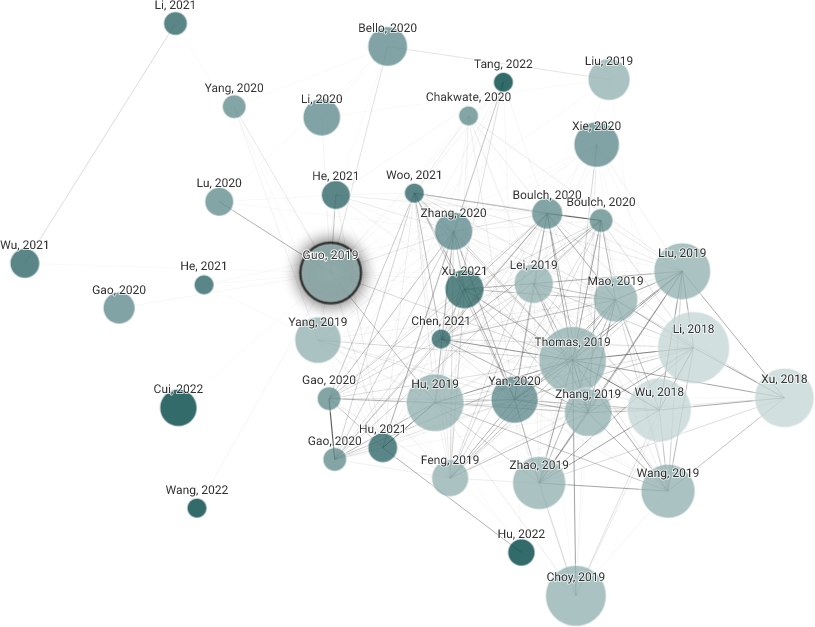 Li, 2021
Bello, 2020
Tang, 2022
Liu, 2019
Yang, 2020
Li, 2020
Chakwate, 2020
Xie, 2020
Lu, 2020
He, 2021
Woo, 2021
Zhang, 2020
Boulch, 2020
Boulch, 2020
Wu, 2021
He, 2021
Guo, 2019
Xu, 2021
Lei, 2019
Liu, 2019
Gao, 2020
Mao, 2019
Yang, 2019
Chen, 2021
Thomas, 2019
Li, 2018
Cui, 2022
Gao, 2020
Hu, 2019
Yan, 2020
Zhang, 2019
Wu, 2018
Xu, 2018
Gao, 2020
Hu, 2021
Feng, 2019
Zhao, 2019
Wang, 2019
Wang, 2022
Hu, 2022
Choy, 2019